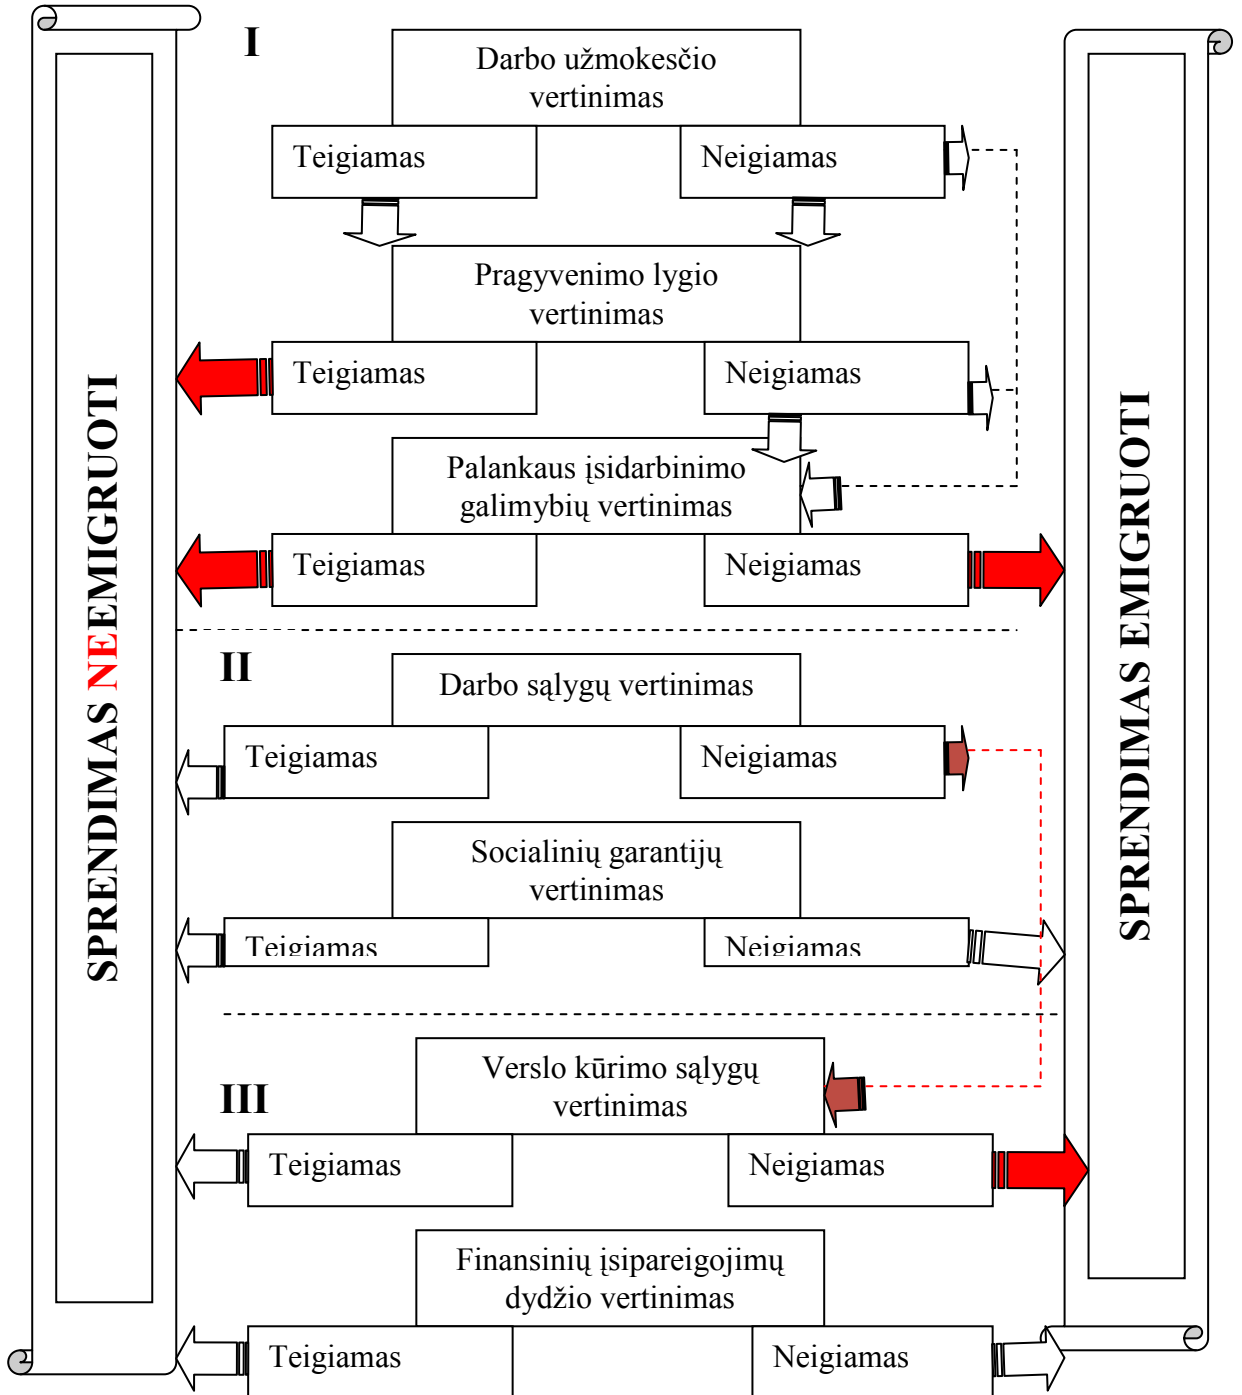 SPRENDIMAS NEEMIGRUOTI
SPRENDIMAS EMIGRUOTI
I
Darbo užmokesčio
vertinimas
Teigiamas
Neigiamas
Pragyvenimo lygio
vertinimas
Teigiamas
Neigiamas
Palankaus įsidarbinimo
galimybių vertinimas
Teigiamas
Neigiamas
II
Darbo sąlygų vertinimas
Teigiamas
Neigiamas
Socialinių garantijų
vertinimas
Teigiamas
Neigiamas
III
Verslo kūrimo sąlygų
vertinimas
Teigiamas
Neigiamas
Finansinių įsipareigojimų
dydžio vertinimas
Teigiamas
Neigiamas